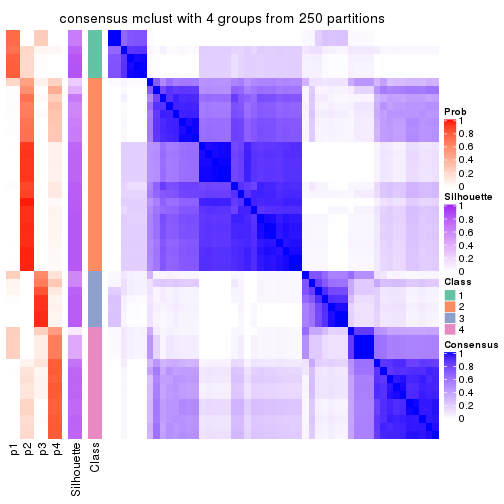 consensus mclust with 4 groups from 250 partitions
Prob
1
0.8
0.6
0.4
0.2
0
Silhouette
1
0.8
0.6
0.4
0.2
0
Class
1
2
3
4
Consensus
1
0.8
0.6
0.4
0.2
0
p1
p2
p3
p4
Silhouette
Class